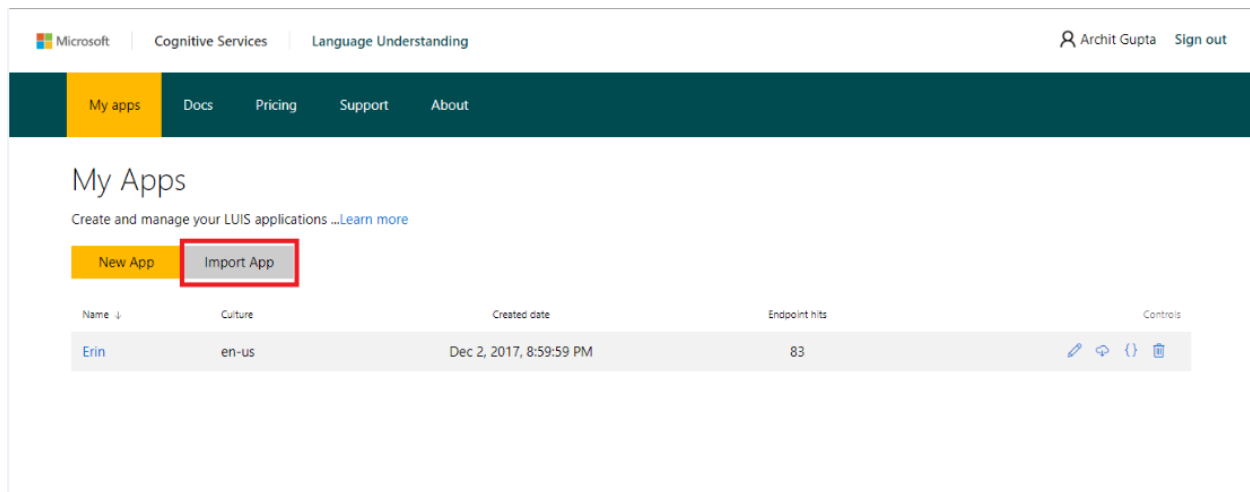 Microsoft Cognitive Services Language Understanding Archit Gupta Sign out
My apps Docs Pricing Support About
My Apps
Create and manage your LUIS applications ...Learn more
New App Import App
Name ↓ Culture Created date Endpoint hits Controls
Erin en-us Dec 2, 2017, 8:59:59 PM 83 {}